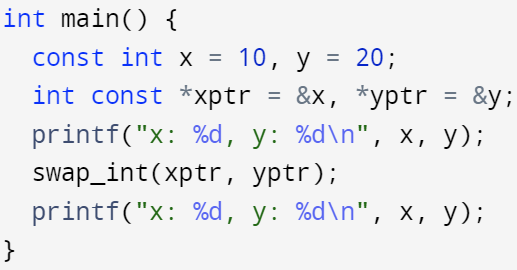 int main() {
  const int x = 10, y = 20;
  int const *xptr = &x, *yptr = &y;
  printf("x: %d, y: %d\n", x, y);
  swap_int(xptr, yptr);
  printf("x: %d, y: %d\n", x, y);
}